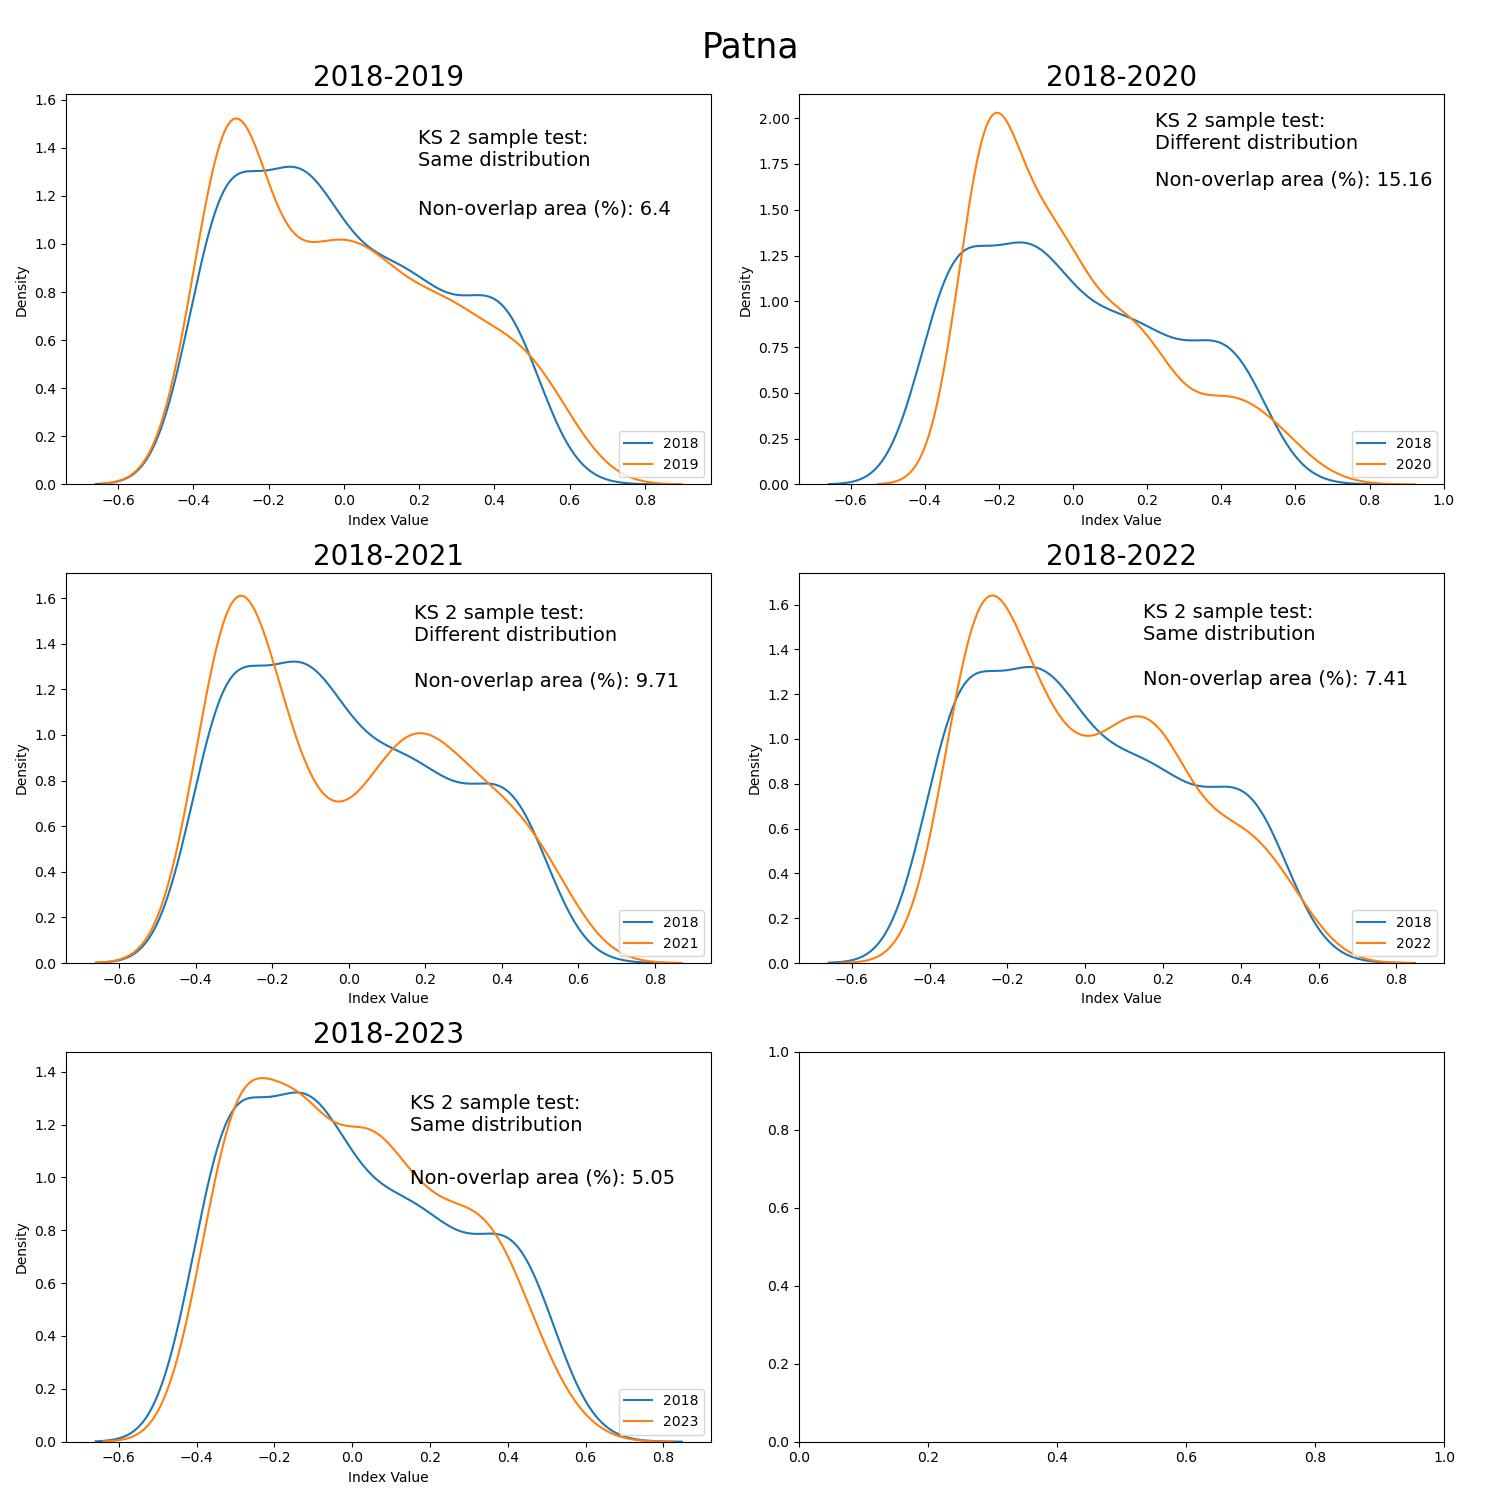 Patna
2018-2019
KS 2 sample test:
Same distribution
Non-overlap area (%): 6.4
1.6
1.4
1.2
1.0
0.8
0.6
0.4
0.2
0.0
Density
−0.6 −0.4 −0.2 0.0 0.2 0.4 0.6 0.8
Index Value
2018
2019
2018-2020
KS 2 sample test:
Different distribution
Non-overlap area (%): 15.16
2.00
1.75
1.50
1.25
1.00
0.75
0.50
0.25
0.00
Density
−0.6 −0.4 −0.2 0.0 0.2 0.4 0.6 0.8 1.0
Index Value
2018
2020
2018-2021
KS 2 sample test:
Different distribution
Non-overlap area (%): 9.71
1.6
1.4
1.2
1.0
0.8
0.6
0.4
0.2
0.0
Density
−0.6 −0.4 −0.2 0.0 0.2 0.4 0.6 0.8
Index Value
2018
2021
2018-2022
KS 2 sample test:
Same distribution
Non-overlap area (%): 7.41
1.6
1.4
1.2
1.0
0.8
0.6
0.4
0.2
0.0
Density
−0.6 −0.4 −0.2 0.0 0.2 0.4 0.6 0.8
Index Value
2018
2022
2018-2023
KS 2 sample test:
Same distribution
Non-overlap area (%): 5.05
1.4
1.2
1.0
0.8
0.6
0.4
0.2
0.0
Density
−0.6 −0.4 −0.2 0.0 0.2 0.4 0.6 0.8
Index Value
2018
2023
1.0
0.8
0.6
0.4
0.2
0.0
0.0 0.2 0.4 0.6 0.8 1.0